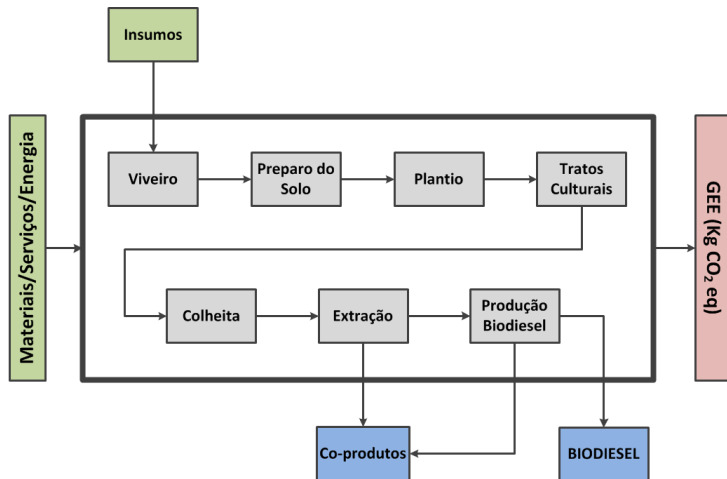 Insumos
Materiais/Serviços/Energia
Viveiro
Preparo do
Solo
Plantio
Tratos
Culturais
GEE (Kg CO₂ eq)
Colheita
Extração
Produção
Biodiesel
Co-produtos
BIODIESEL